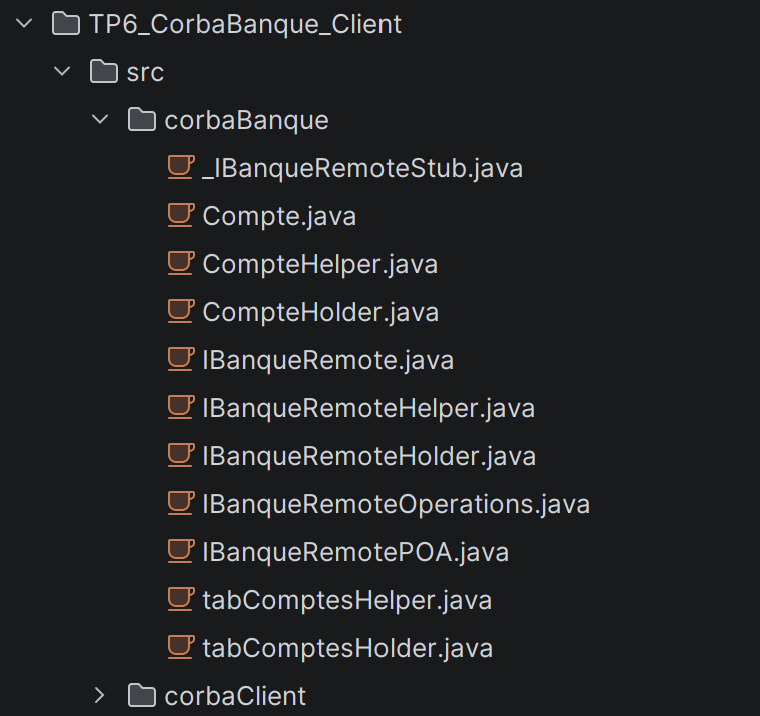 TP6_CorbaBanque_Client
src
corbaBanque
_IBanqueRemoteStub.java
Compte.java
CompteHelper.java
CompteHolder.java
IBanqueRemote.java
IBanqueRemoteHelper.java
IBanqueRemoteHolder.java
IBanqueRemoteOperations.java
IBanqueRemotePOA.java
tabComptesHelper.java
tabComptesHolder.java
corbaClient